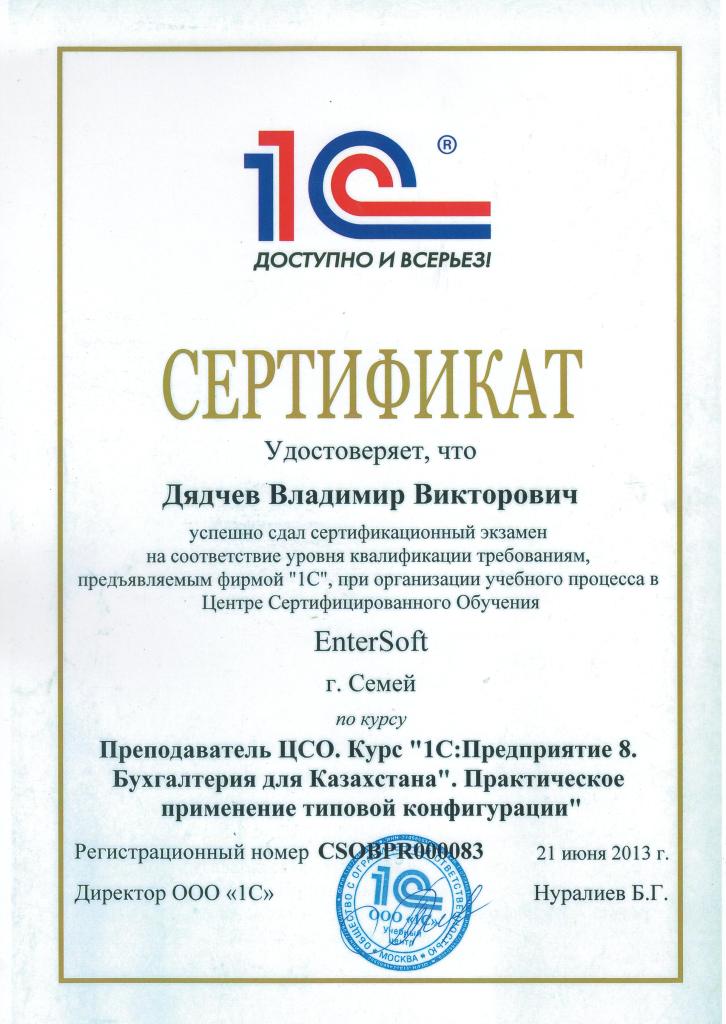 1С®
ДОСТУПНО И ВСЕРЬЕЗ!
СЕРТИФИКАТ
Удостоверяет, что
Дядчев Владимир Викторович
успешно сдал сертификационный экзамен
на соответствие уровня квалификации требованиям,
предъявляемым фирмой "1С", при организации учебного процесса в
Центре Сертифицированного Обучения
EnterSoft
г. Семей
по курсу
Преподаватель ЦСО. Курс "1С:Предприятие 8.
Бухгалтерия для Казахстана". Практическое
применение типовой конфигурации"
Регистрационный номер CSOBPR000083 21 июня 2013 г.
Директор ООО «1С» Нуралиев Б.Г.
ОБЩЕСТВО С ОГРАНИЧЕННОЙ ОТВЕТСТВЕННОСТЬЮ
1С
ООО «1С»
Учебный
центр
* МОСКВА *